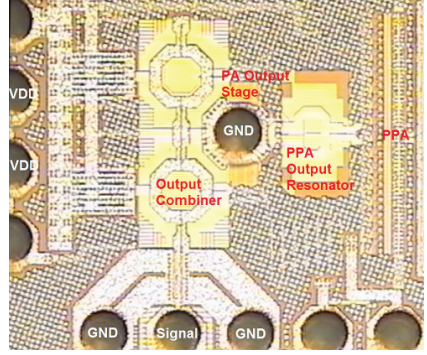 PA Output
Stage
VDD
GND
PPA
PPA
Output
Resonator
VDD
Output
Combiner
GND
Signal
GND